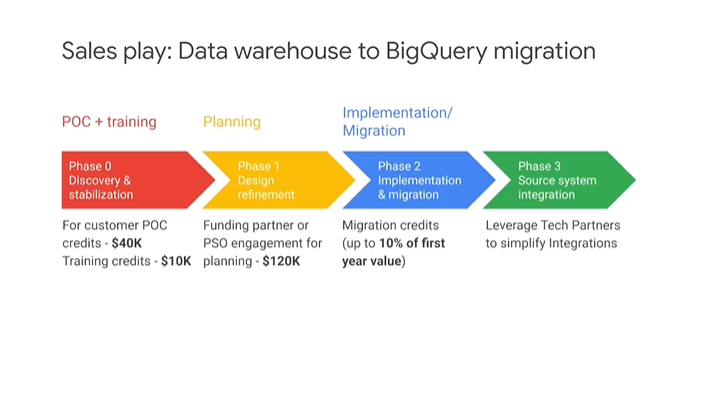 Sales play: Data warehouse to BigQuery migration
POC + training
Planning
Implementation/
Migration
Phase 0
Discovery &
stabilization
Phase 1
Design
refinement
Phase 2
Implementation
& migration
Phase 3
Source system
integration
For customer POC
credits - $40K
Training credits - $10K
Funding partner or
PSO engagement for
planning - $120K
Migration credits
(up to 10% of first
year value)
Leverage Tech Partners
to simplify Integrations